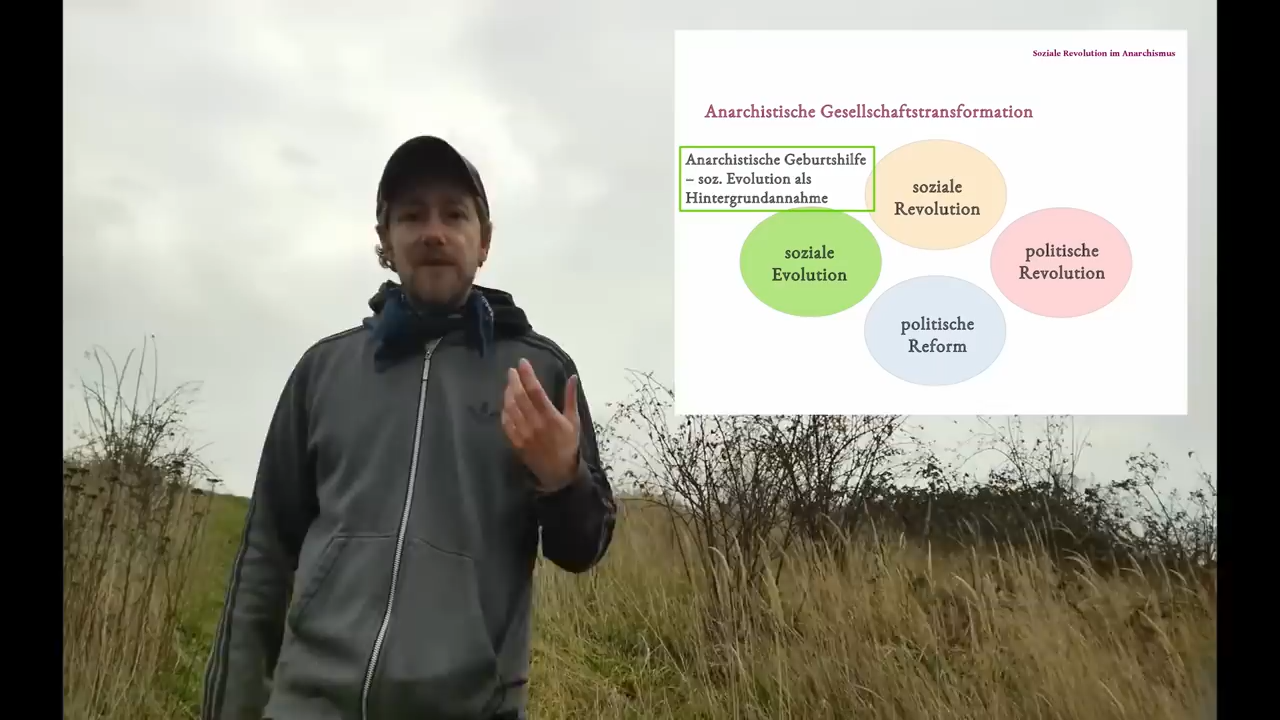 Soziale Revolution im Anarchismus
Anarchistische Gesellschaftstransformation
Anarchistische Geburtshilfe
– soz. Evolution als
Hintergrundannahme
soziale
Revolution
soziale
Evolution
politische
Revolution
politische
Reform